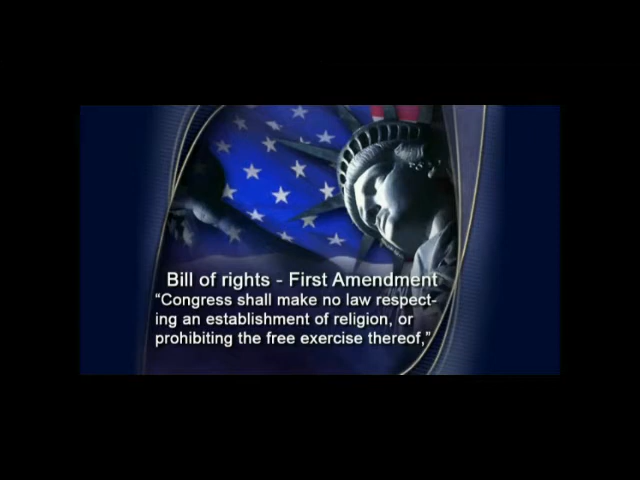 Bill of rights - First Amendment
“Congress shall make no law respect-
ing an establishment of religion, or
prohibiting the free exercise thereof,”